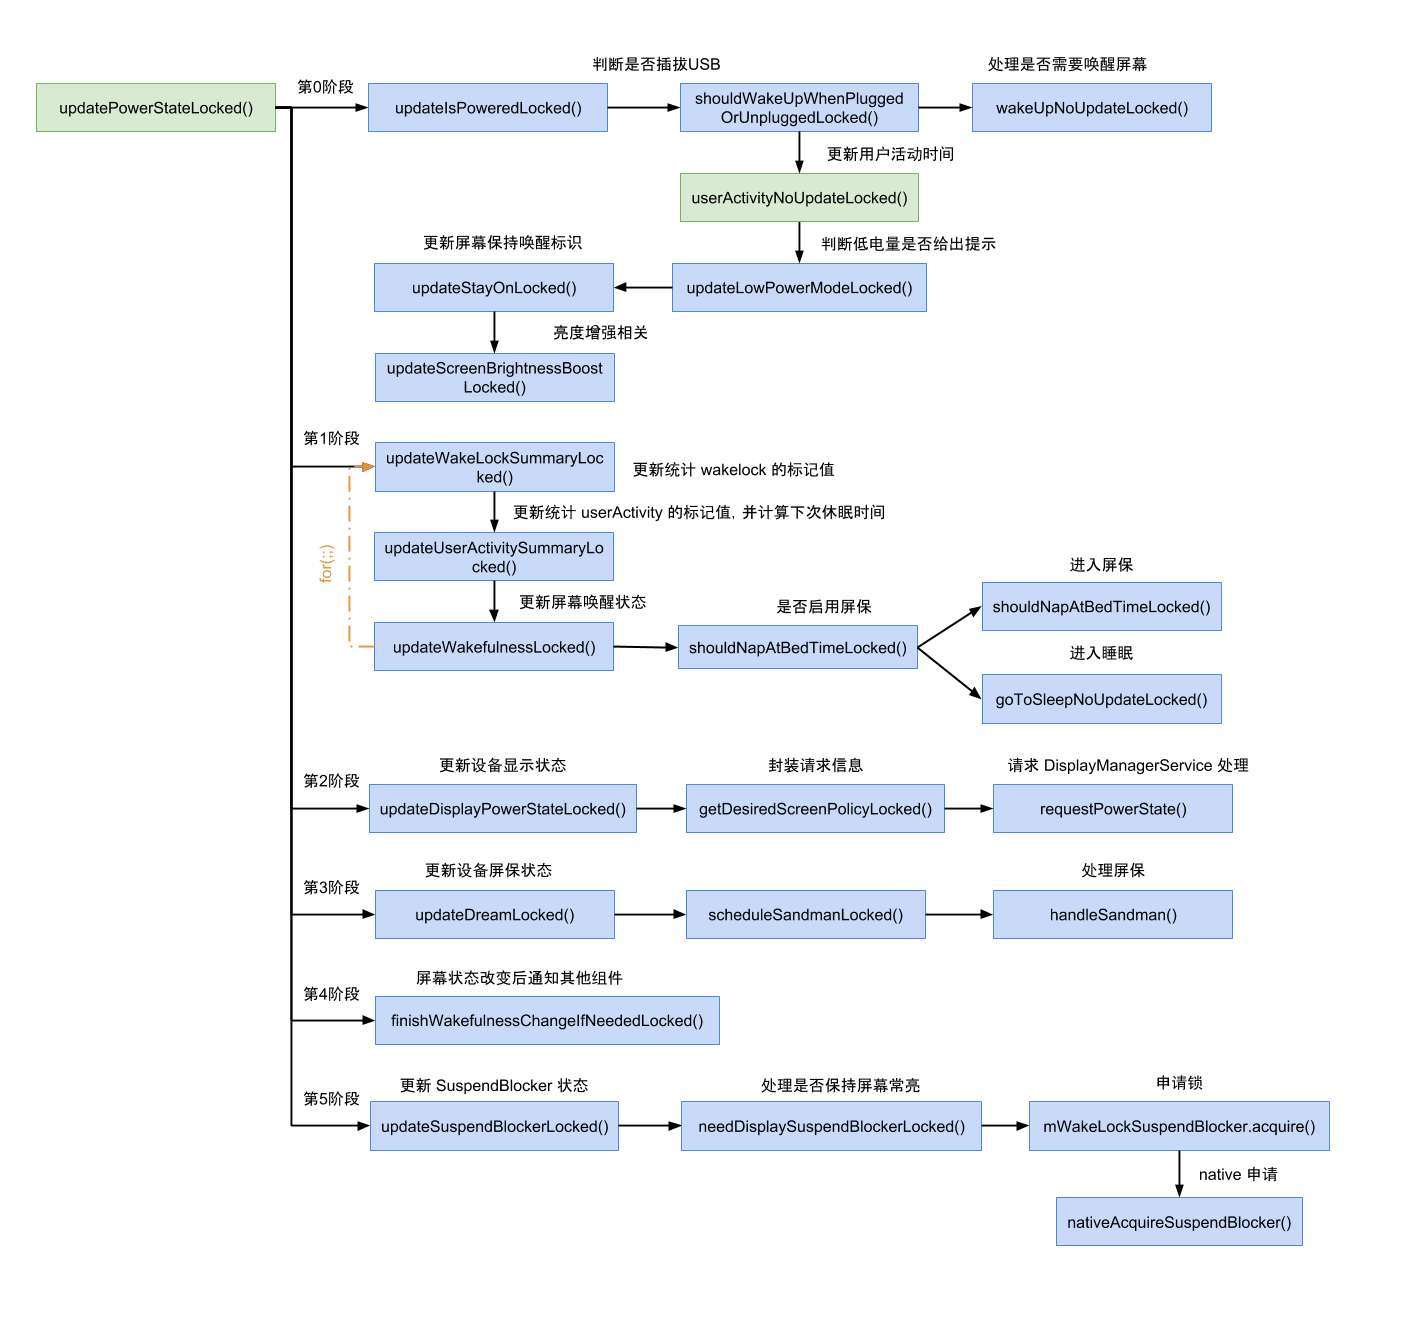 判断是否插拔USB
处理是否需要唤醒屏幕
第0阶段
updatePowerStateLocked()
updateIsPoweredLocked()
shouldWakeUpWhenPlugged
OrUnpluggedLocked()
wakeUpNoUpdateLocked()
更新用户活动时间
userActivityNoUpdateLocked()
更新屏幕保持唤醒标识
判断低电量是否给出提示
updateStayOnLocked()
updateLowPowerModeLocked()
亮度增强相关
updateScreenBrightnessBoost
Locked()
第1阶段
updateWakeLockSummaryLoc
ked()
更新统计 wakelock 的标记值
更新统计 userActivity 的标记值, 并计算下次休眠时间
updateUserActivitySummaryLo
cked()
for(;;)
更新屏幕唤醒状态
是否启用屏保
进入屏保
shouldNapAtBedTimeLocked()
updateWakefulnessLocked()
shouldNapAtBedTimeLocked()
进入睡眠
goToSleepNoUpdateLocked()
第2阶段
更新设备显示状态
封装请求信息
请求 DisplayManagerService 处理
updateDisplayPowerStateLocked()
getDesiredScreenPolicyLocked()
requestPowerState()
第3阶段
更新设备屏保状态
处理屏保
updateDreamLocked()
scheduleSandmanLocked()
handleSandman()
第4阶段
屏幕状态改变后通知其他组件
finishWakefulnessChangeIfNeededLocked()
第5阶段
更新 SuspendBlocker 状态
处理是否保持屏幕常亮
申请锁
updateSuspendBlockerLocked()
needDisplaySuspendBlockerLocked()
mWakeLockSuspendBlocker.acquire()
native 申请
nativeAcquireSuspendBlocker()